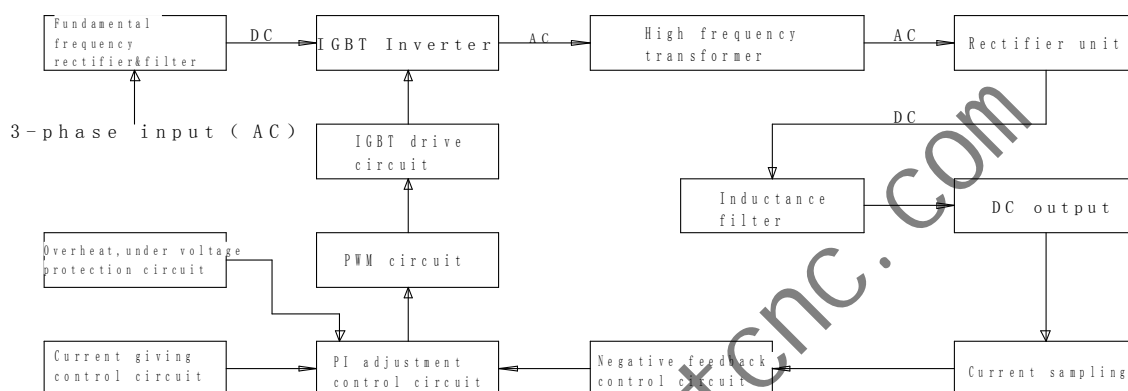 Fundamental
frequency
rectifier&filter
DC
IGBT Inverter
AC
High frequency
transformer
AC
Rectifier unit
3-phase input ( AC)
IGBT drive
circuit
DC
Inductance
filter
DC output
Overheat,under voltage
protection circuit
PWM circuit
Current giving
control circuit
PI adjustment
control circuit
Negative feedback
control circuit
Current sampling
tcnc.com